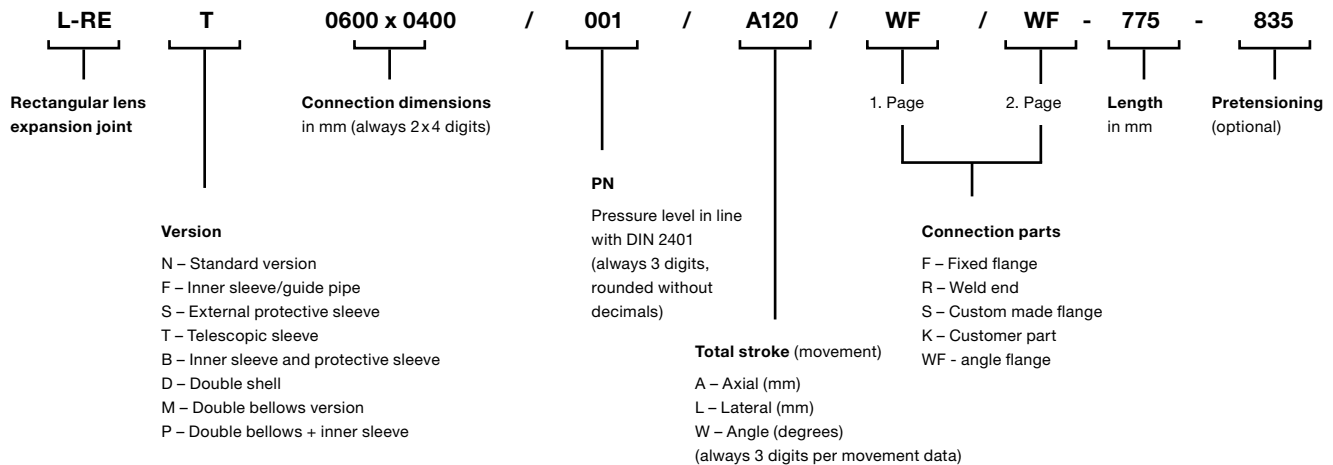 L-RE T 0600 x 0400 / 001 / A120 / WF / WF - 775 - 835
Rectangular lens
expansion joint
Connection dimensions
in mm (always 2 x 4 digits)
1. Page
2. Page
Length
in mm
Pretensioning
(optional)
PN
Pressure level in line
with DIN 2401
(always 3 digits,
rounded without
decimals)
Version
N – Standard version
F – Inner sleeve/guide pipe
S – External protective sleeve
T – Telescopic sleeve
B – Inner sleeve and protective sleeve
D – Double shell
M – Double bellows version
P – Double bellows + inner sleeve
Connection parts
F – Fixed flange
R – Weld end
S – Custom made flange
K – Customer part
WF - angle flange
Total stroke (movement)
A – Axial (mm)
L – Lateral (mm)
W – Angle (degrees)
(always 3 digits per movement data)